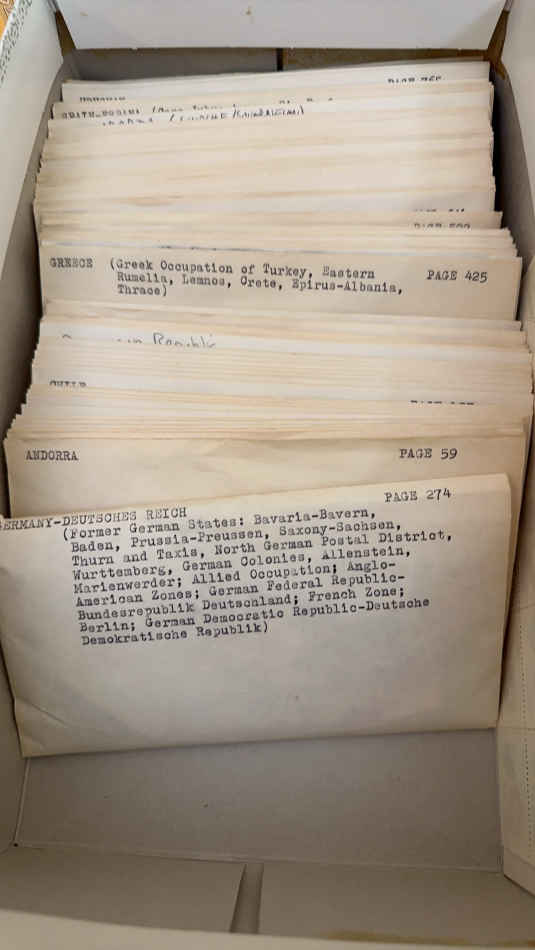 GREECE (Greek Occupation of Turkey, Eastern PAGE 425
Rumelia, Lemnos, Crete, Epirus-Albania,
Thrace)
Republic
CHILE
ANDORRA PAGE 59
PAGE 274
GERMANY-DEUTSCHES REICH
(Former German States: Bavaria-Bavern,
Baden, Prussia-Preussen, Saxony-Sachsen,
Thurn and Taxis, North German Postal District,
Wurttemberg, German Colonies, Allenstein,
Marienwerder; Allied Occupation; Anglo-
American Zones; German Federal Republic-
Bundesrepublik Deutschland; French Zone;
Berlin; German Democratic Republic-Deutsche
Demokratische Republik)